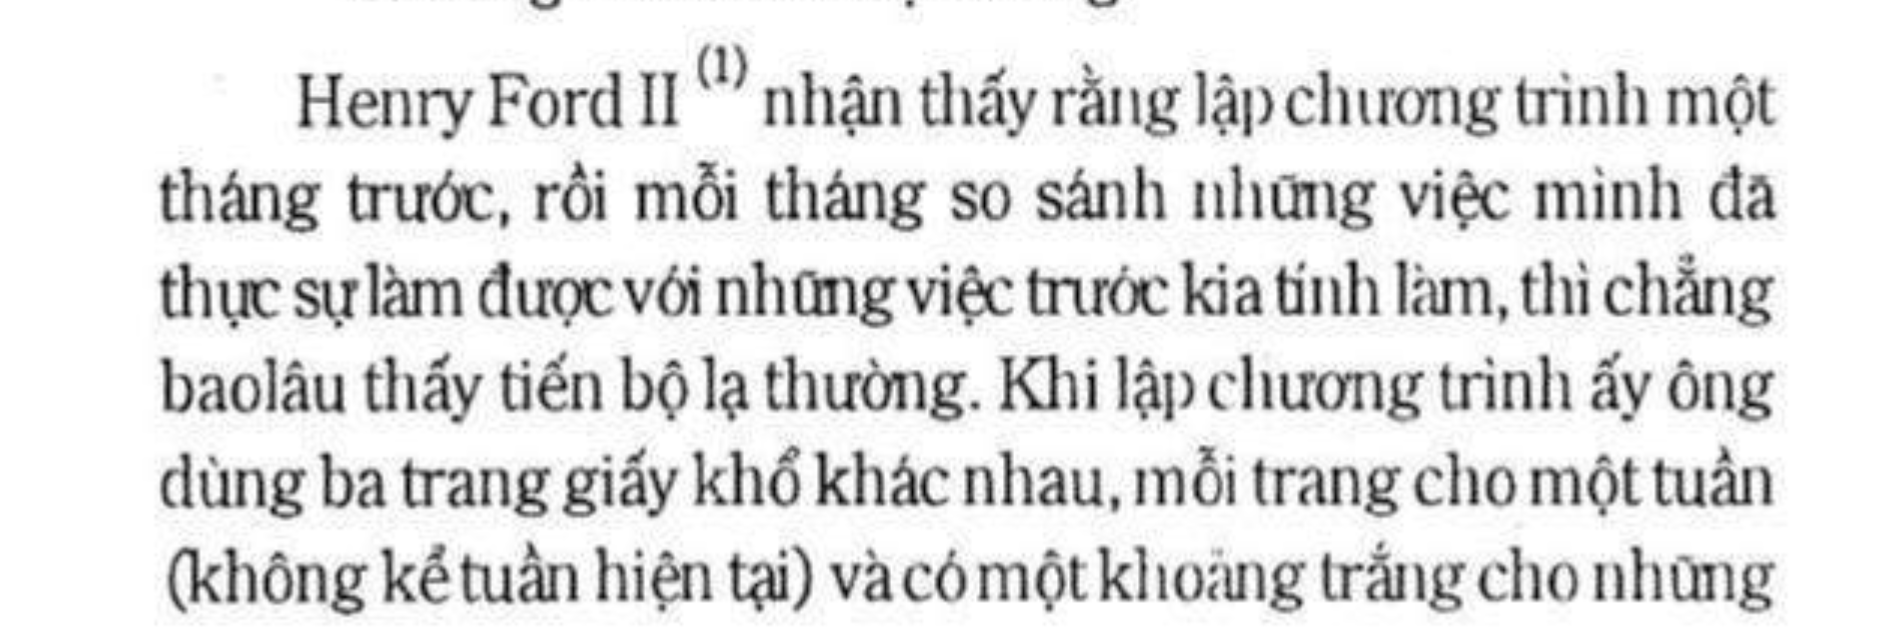 Henry Ford II (1) nhận thấy rằng lập chương trình một
tháng trước, rồi mỗi tháng so sánh những việc mình đã
thực sự làm được với những việc trước kia tính làm, thì chẳng
baolâu thấy tiến bộ lạ thường. Khi lập chương trình ấy ông
dùng ba trang giấy khổ khác nhau, mỗi trang cho một tuần
(không kể tuần hiện tại) và có một khoảng trắng cho những